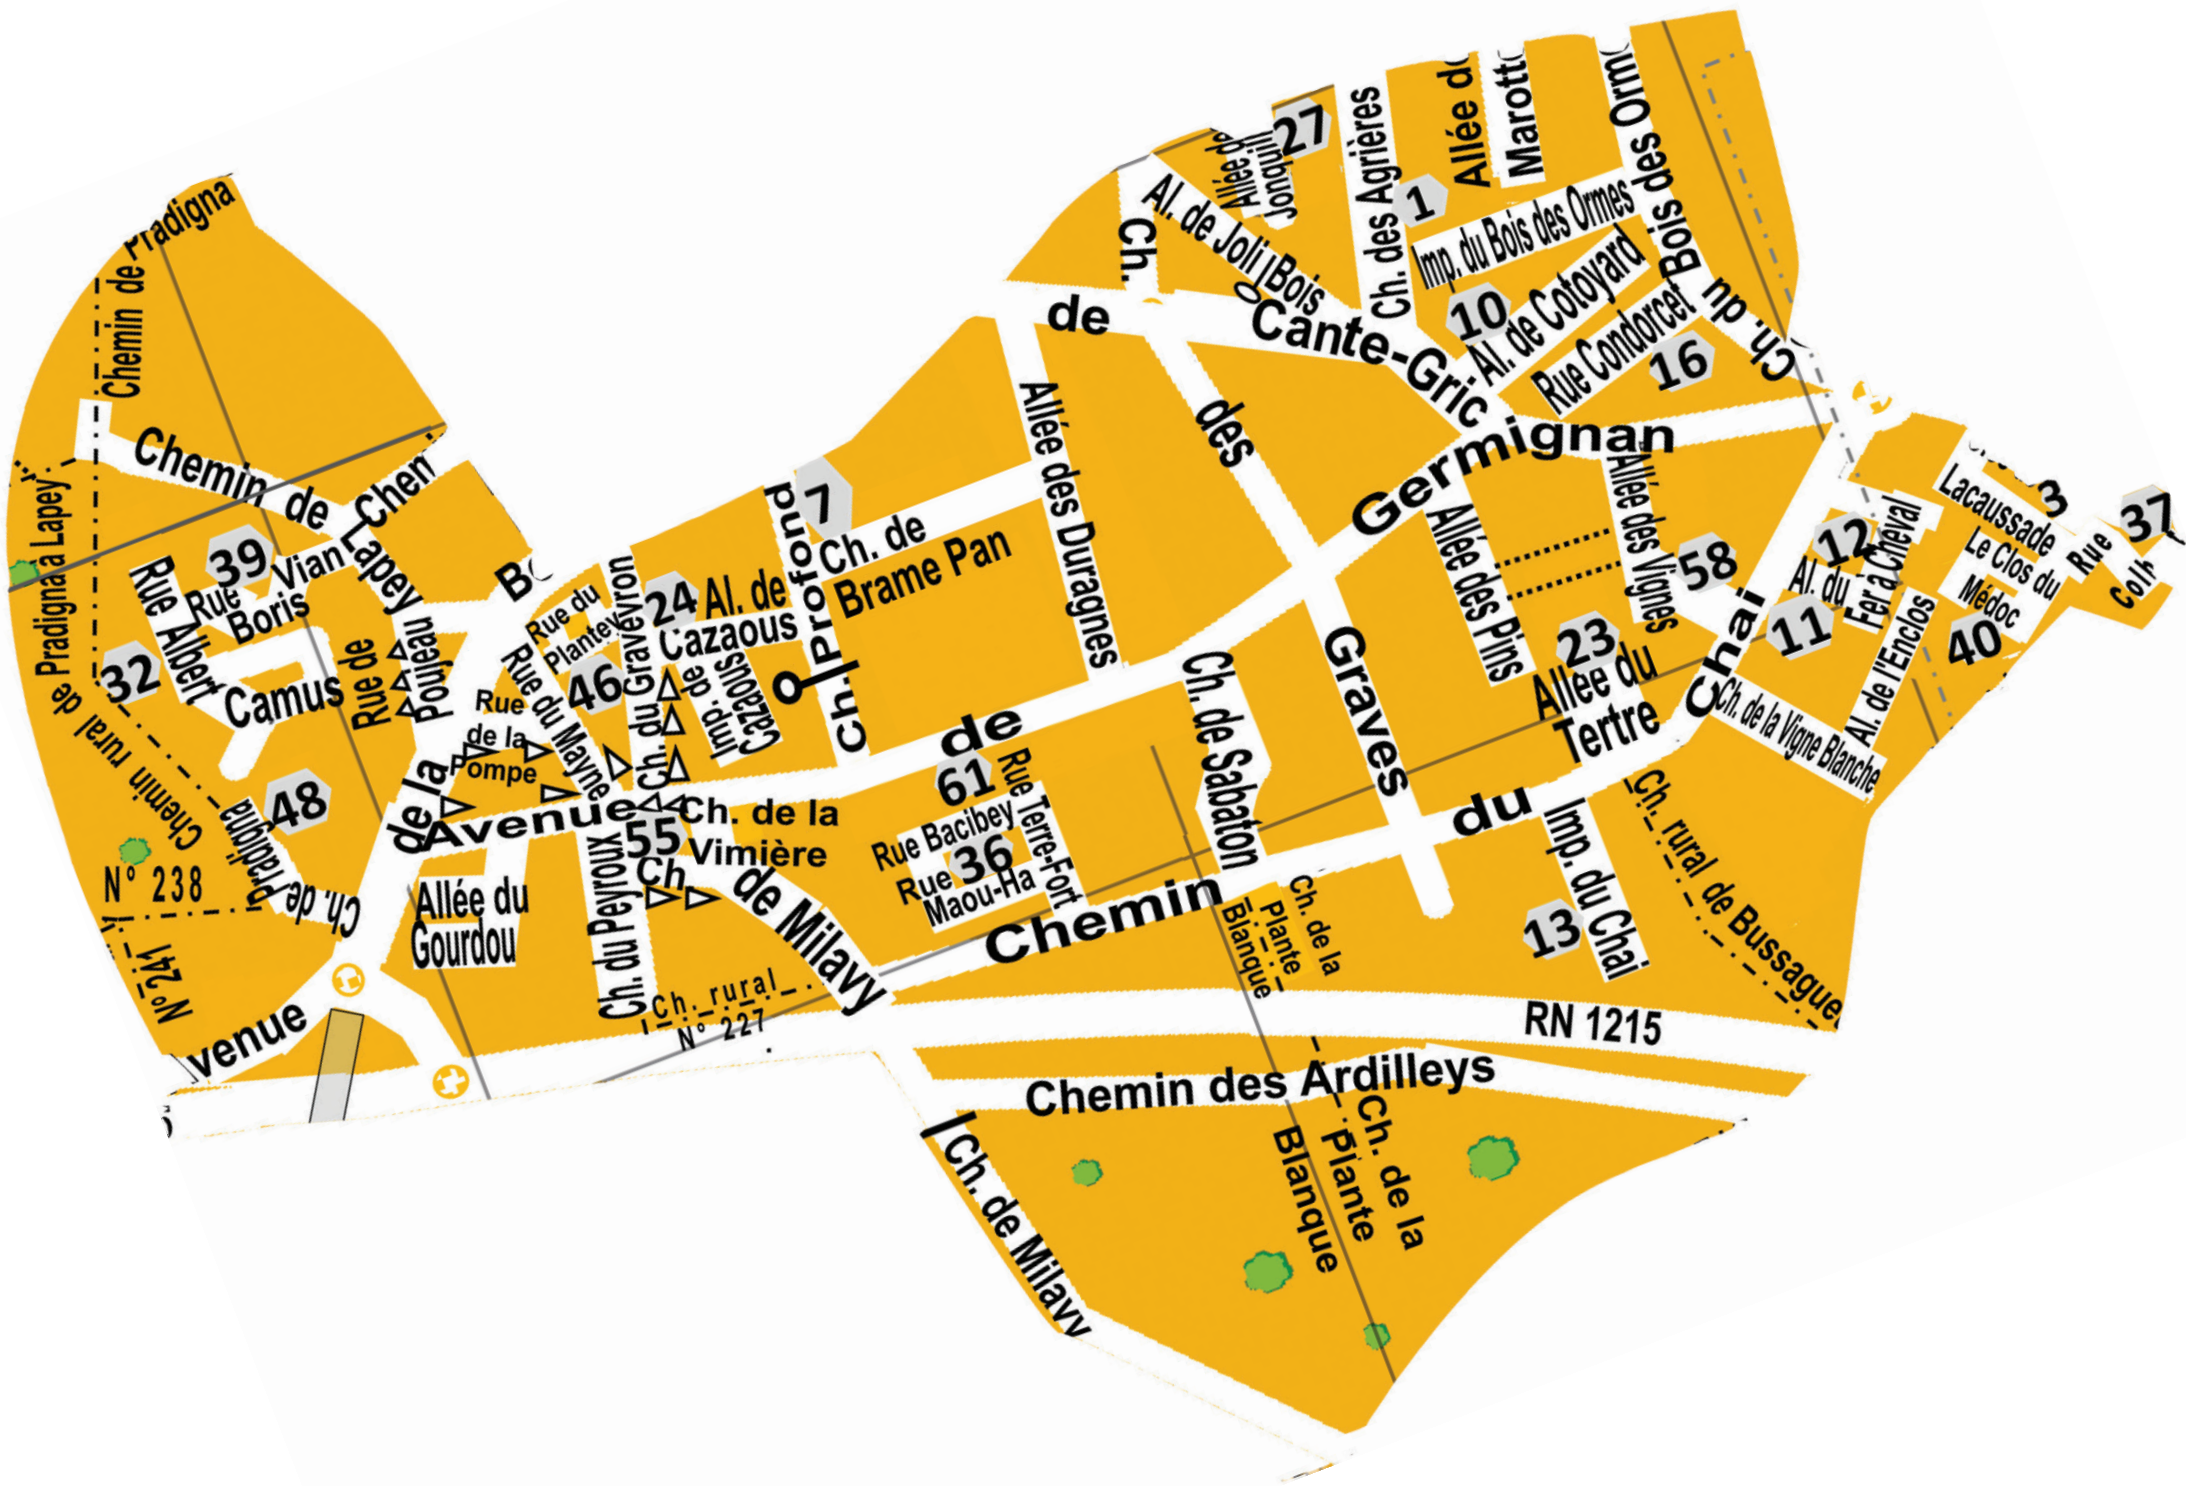 Pradigna
Chemin de
Chemin de
Lapey
Chemin rural de Pradigna à Lapey
39
Rue Boris
Vian
Rue Albert
Camus
32
48
Rue de
Poujeau
Ch. de Pradigna
N° 238
N° 241
venue
de la
Avenue
de
Germignan
Allée du
Gourdou
Rue du
Plantey
46
Rue
de la
Pompe
Rue du Mayne
Ch. du Graveyron
24
Al. de
Cazaous
Imp. de
Cazaous
Ch. Profond
7
Ch. de
Brame Pan
Allée des Duragnes
55
Ch. de la
Vimière
Ch.
de Milavy
Ch. du Peyroux
Ch. rural
N° 227
61
Rue Bacibey
36
Rue
Maou-Ha
Rue Terre-Fort
Ch. de Sabaton
Chemin
du
Chai
Ch.
des
Graves
de
Cante-Gric
Al. de Joli Bois
Allée de
27
Ch. des Agrières
1
Allée
Imp. du Bois des Ormes
10
Al. de Cotoyard
Rue Condorcet
16
Ch. du
Bois des
Allée des Pins
Allée des Vignes
58
23
Allée du
Tertre
12
Al. du
Fer à Cheval
11
Al. de l'Enclos
Ch. de la Vigne Blanche
Lacaussade
3
Le Clos du
Médoc
40
Rue
37
Imp. du Chai
13
Ch. rural de Bussaguet
Ch. de la
Plante
Blanque
RN 1215
Chemin des Ardilleys
Ch. de la
Plante
Blanque
Ch. de Milavy